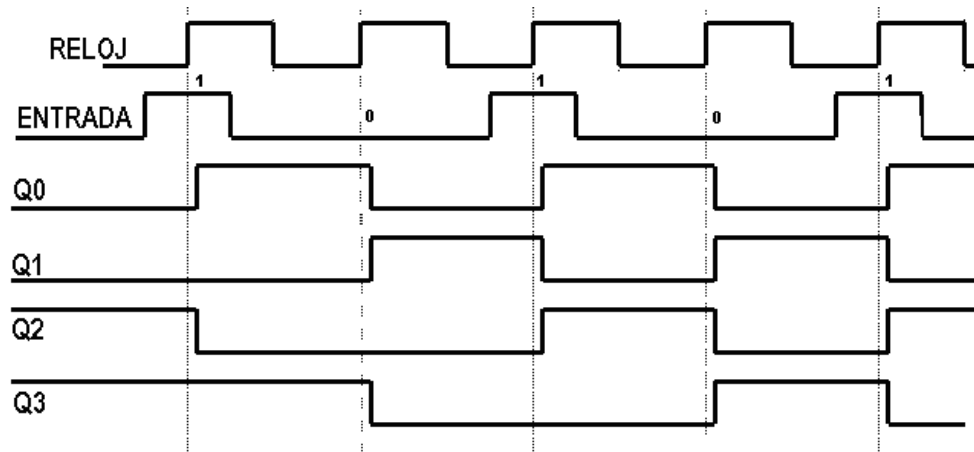 RELOJ
1 1 1
ENTRADA
0 0
Q0
Q1
Q2
Q3